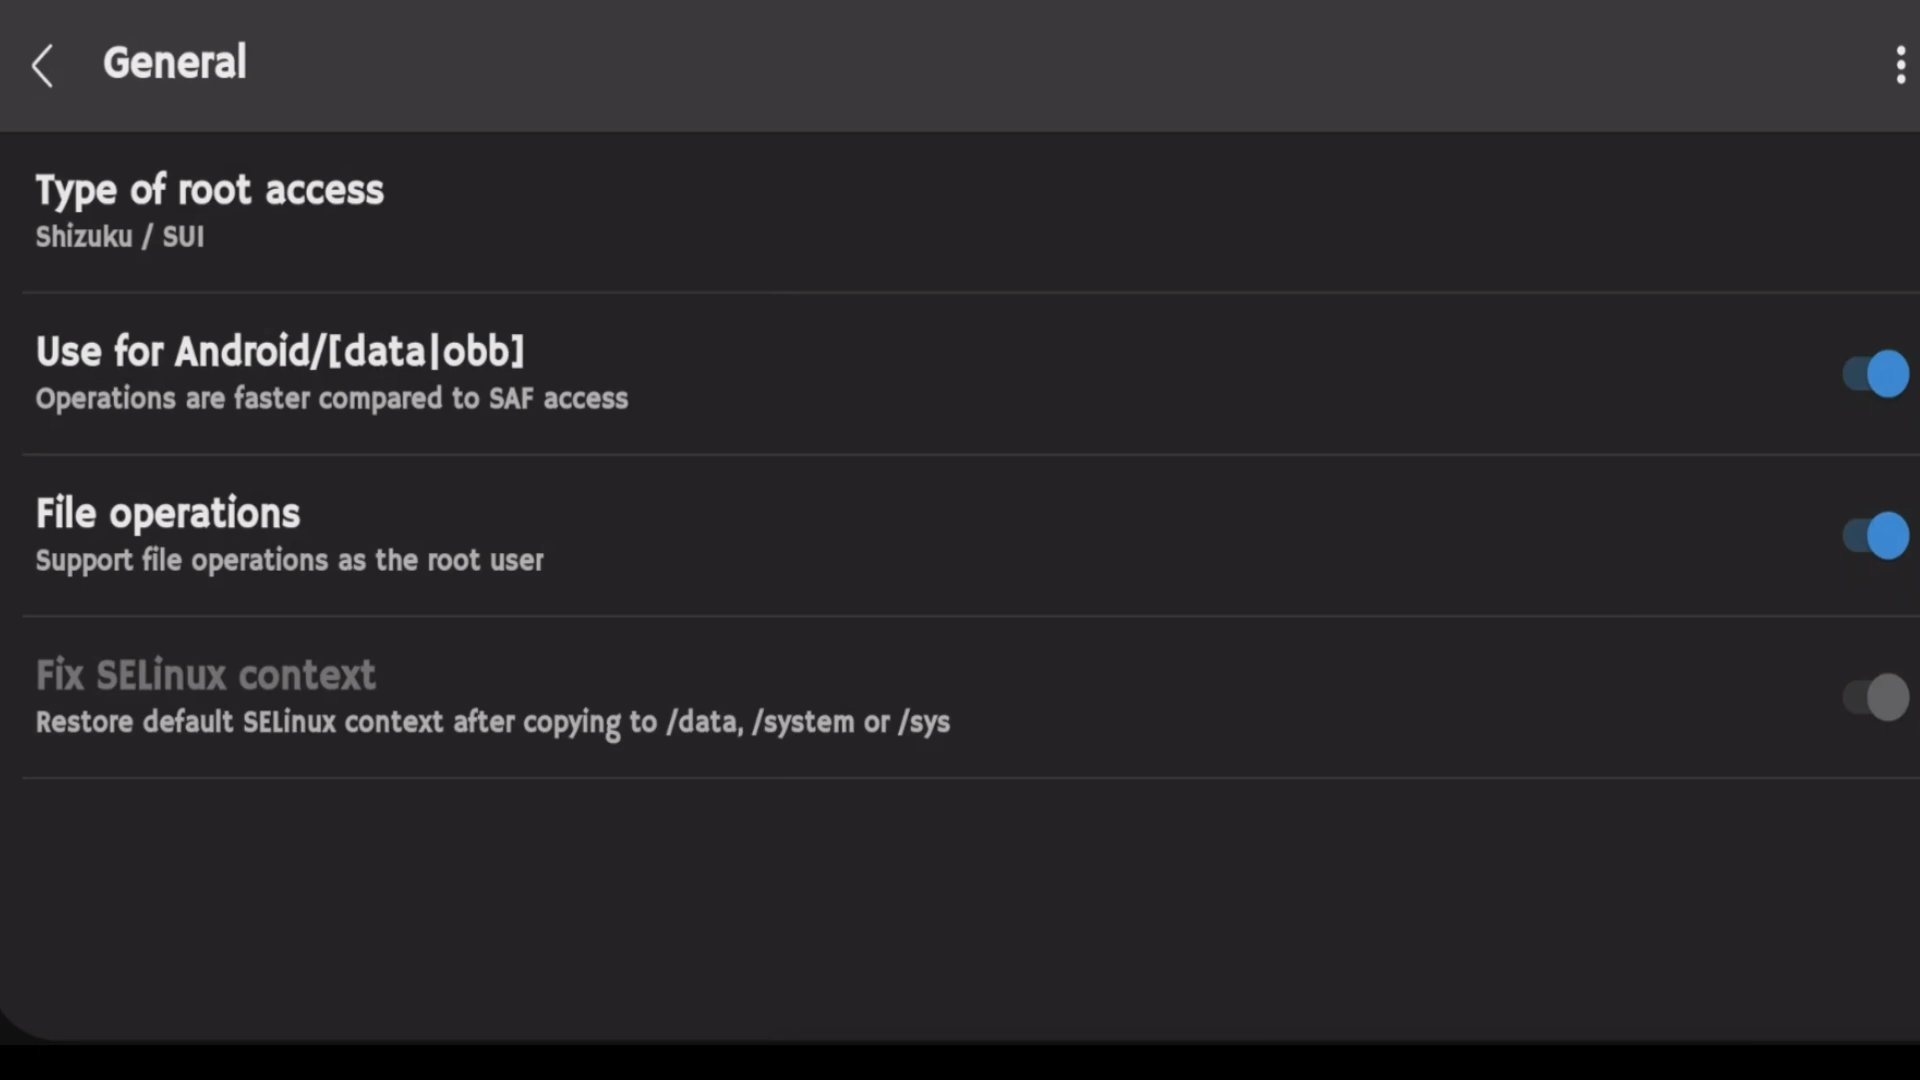 General
Type of root access
Shizuku / SUI
Use for Android/[data|obb]
Operations are faster compared to SAF access
File operations
Support file operations as the root user
Fix SELinux context
Restore default SELinux context after copying to /data, /system or /sys